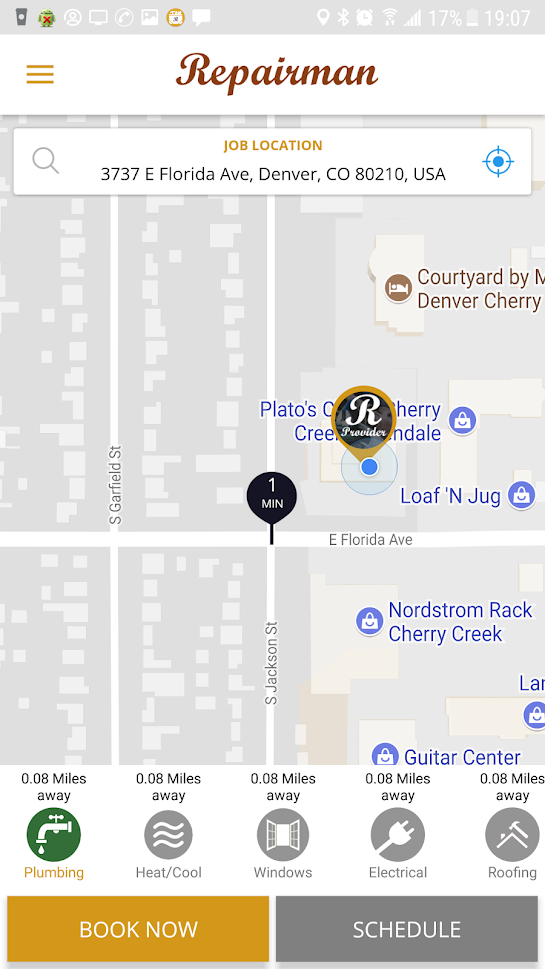 17% 19:07
Repairman
JOB LOCATION
3737 E Florida Ave, Denver, CO 80210, USA
Courtyard by M
Denver Cherry
Plato's C
herry
Cree
ndale
R
Provider
S Garfield St
1
MIN
Loaf 'N Jug
E Florida Ave
Nordstrom Rack
Cherry Creek
S Jackson St
Lar
Guitar Center
0.08 Miles
away
0.08 Miles
away
0.08 Miles
away
0.08 Miles
away
0.08 Miles
away
Plumbing
Heat/Cool
Windows
Electrical
Roofing
BOOK NOW
SCHEDULE